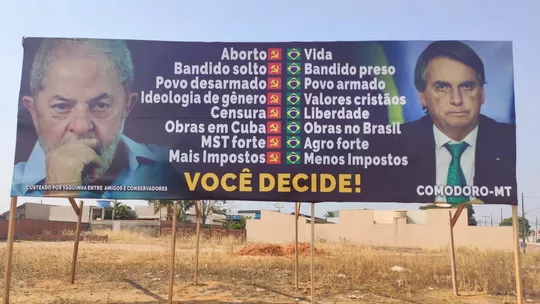 Aborto Vida
Bandido solto Bandido preso
Povo desarmado Povo armado
Ideologia de gênero Valores cristãos
Censura Liberdade
Obras em Cuba Obras no Brasil
MST forte Agro forte
Mais Impostos Menos Impostos
CUSTEADO POR VAQUINHA ENTRE AMIGOS E CONSERVADORES
VOCÊ DECIDE!
COMODORO-MT